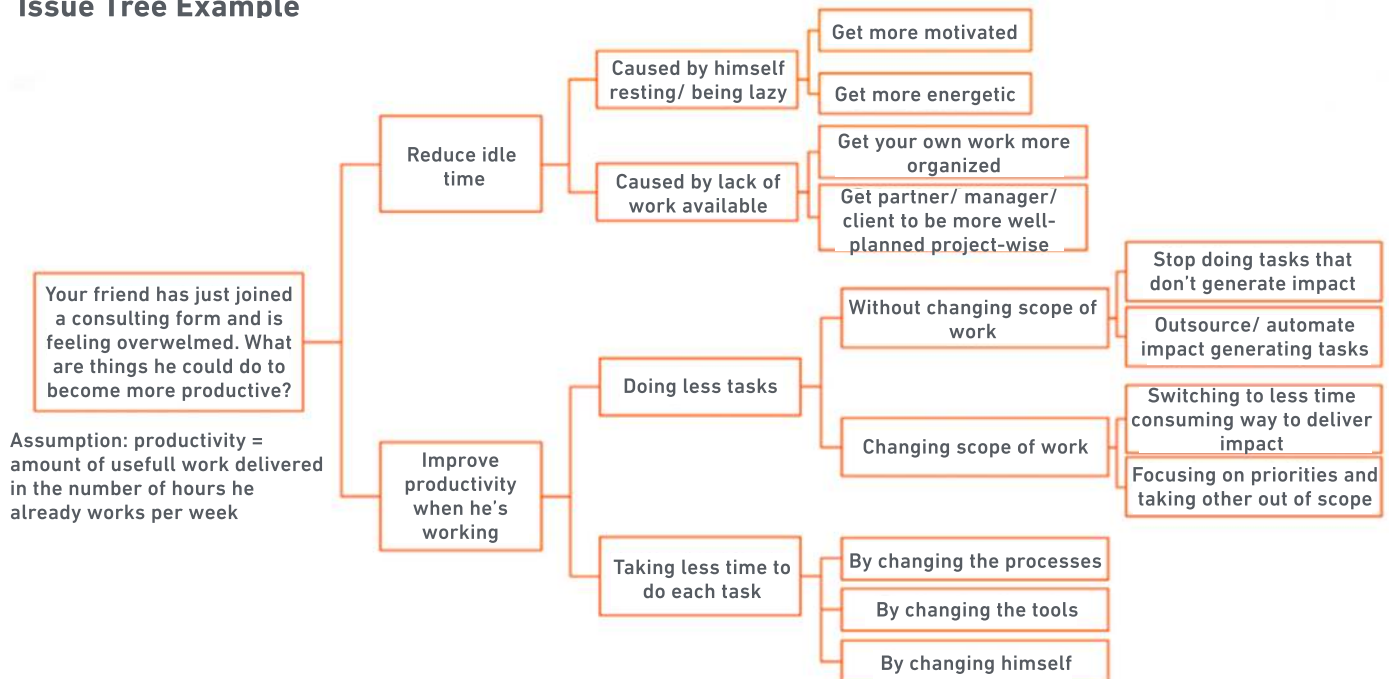 Issue Tree Example
Get more motivated
Caused by himself
resting/ being lazy
Get more energetic
Reduce idle
time
Get your own work more
organized
Caused by lack of
work available
Get partner/ manager/
client to be more well-
planned project-wise
Your friend has just joined
a consulting form and is
feeling overwelmed. What
are things he could do to
become more productive?
Assumption: productivity =
amount of usefull work delivered
in the number of hours he
already works per week
Improve
productivity
when he's
working
Doing less tasks
Without changing scope of
work
Stop doing tasks that
don't generate impact
Outsource/ automate
impact generating tasks
Changing scope of work
Switching to less time
consuming way to deliver
impact
Focusing on priorities and
taking other out of scope
Taking less time to
do each task
By changing the processes
By changing the tools
By changing himself